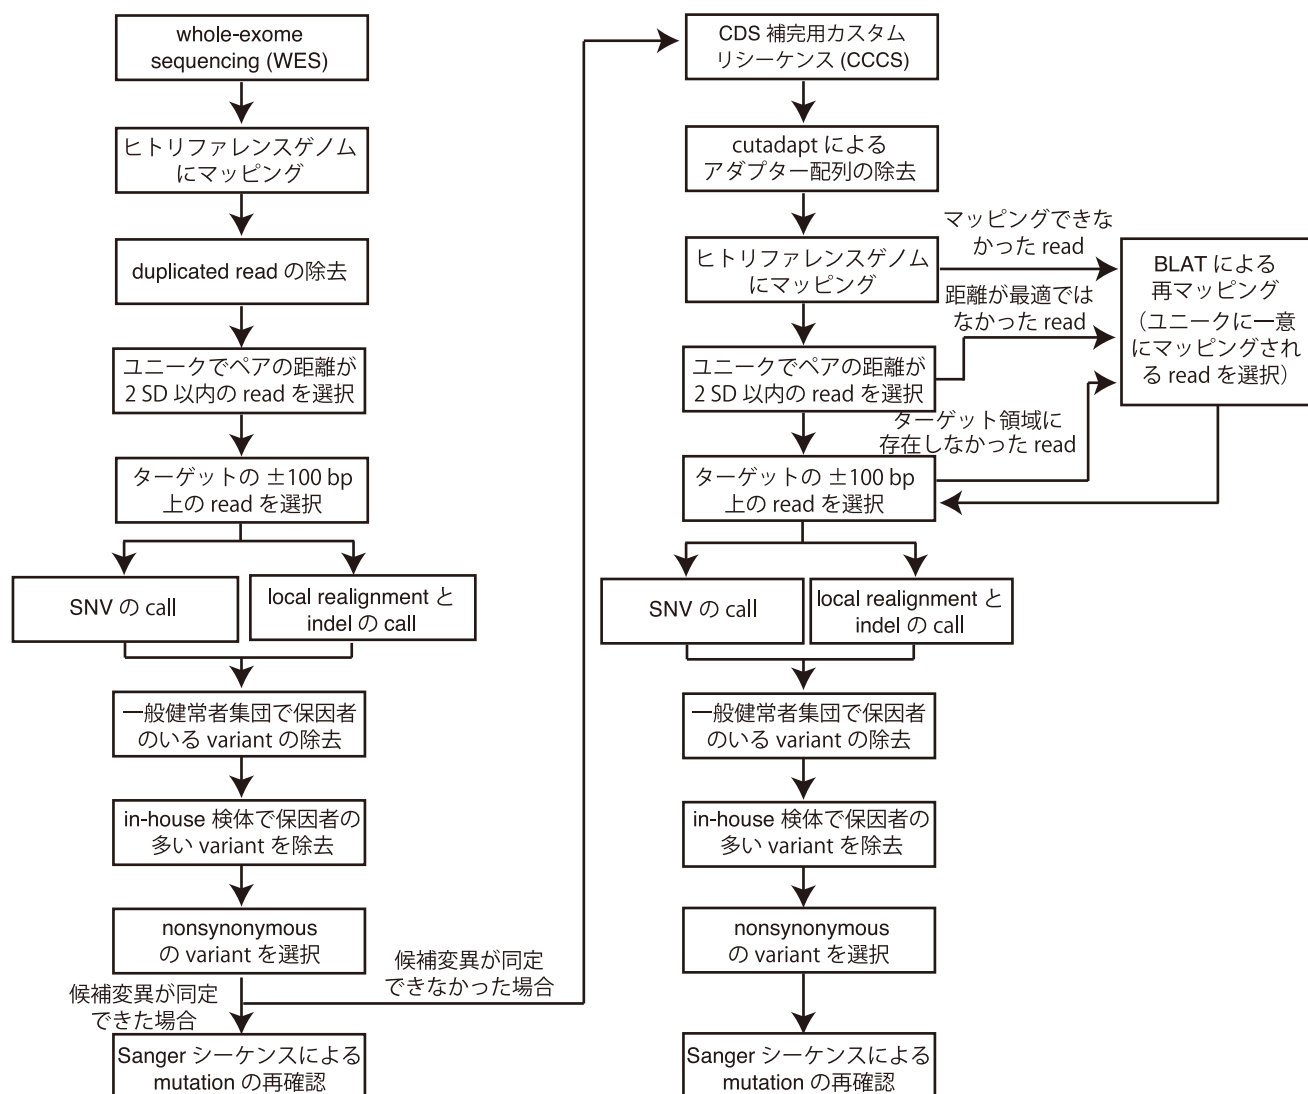 whole-exome
sequencing (WES)
ヒトリファレンスゲノム
にマッピング
duplicated read の除去
ユニークでペアの距離が
2 SD 以内の read を選択
ターゲットの ±100 bp
上の read を選択
SNV の call
local realignment と
indel の call
一般健常者集団で保因者
のいる variant の除去
in-house 検体で保因者の
多い variant を除去
nonsynonymous
の variant を選択
候補変異が同定
できた場合
候補変異が同定
できなかった場合
Sanger シーケンスによる
mutation の再確認
CDS 補完用カスタム
リシーケンス (CCCS)
cutadapt による
アダプター配列の除去
ヒトリファレンスゲノム
にマッピング
マッピングできな
かった read
距離が最適では
なかった read
BLAT による
再マッピング
（ユニークに一意
にマッピングされ
る read を選択）
ユニークでペアの距離が
2 SD 以内の read を選択
ターゲット領域に
存在しなかった read
ターゲットの ±100 bp
上の read を選択
SNV の call
local realignment と
indel の call
一般健常者集団で保因者
のいる variant の除去
in-house 検体で保因者の
多い variant を除去
nonsynonymous
の variant を選択
Sanger シーケンスによる
mutation の再確認